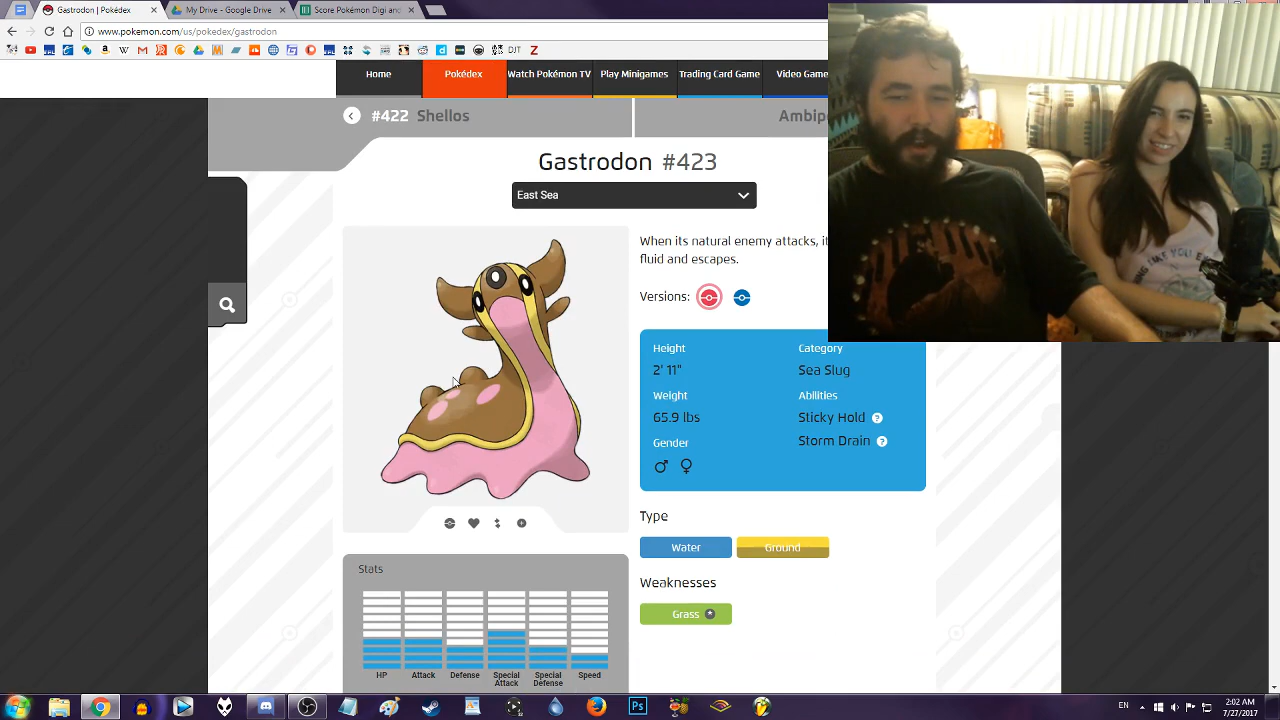 Gastrodon | Pokédex
My Drive - Google Drive
Score Pokémon Digi and
www.pokemon.com/us/pokedex/gastrodon
DJT
Home
Pokédex
Watch Pokémon TV
Play Minigames
Trading Card Game
Video Game
#422 Shellos
Ambip
Gastrodon #423
East Sea
When its natural enemy attacks, it
fluid and escapes.
Versions:
Height
2' 11"
Weight
65.9 lbs
Gender
Category
Sea Slug
Abilities
Sticky Hold
Storm Drain
Type
Water
Ground
Weaknesses
Grass
Stats
HP
Attack
Defense
Special
Attack
Special
Defense
Speed
EN
2:02 AM
7/27/2017